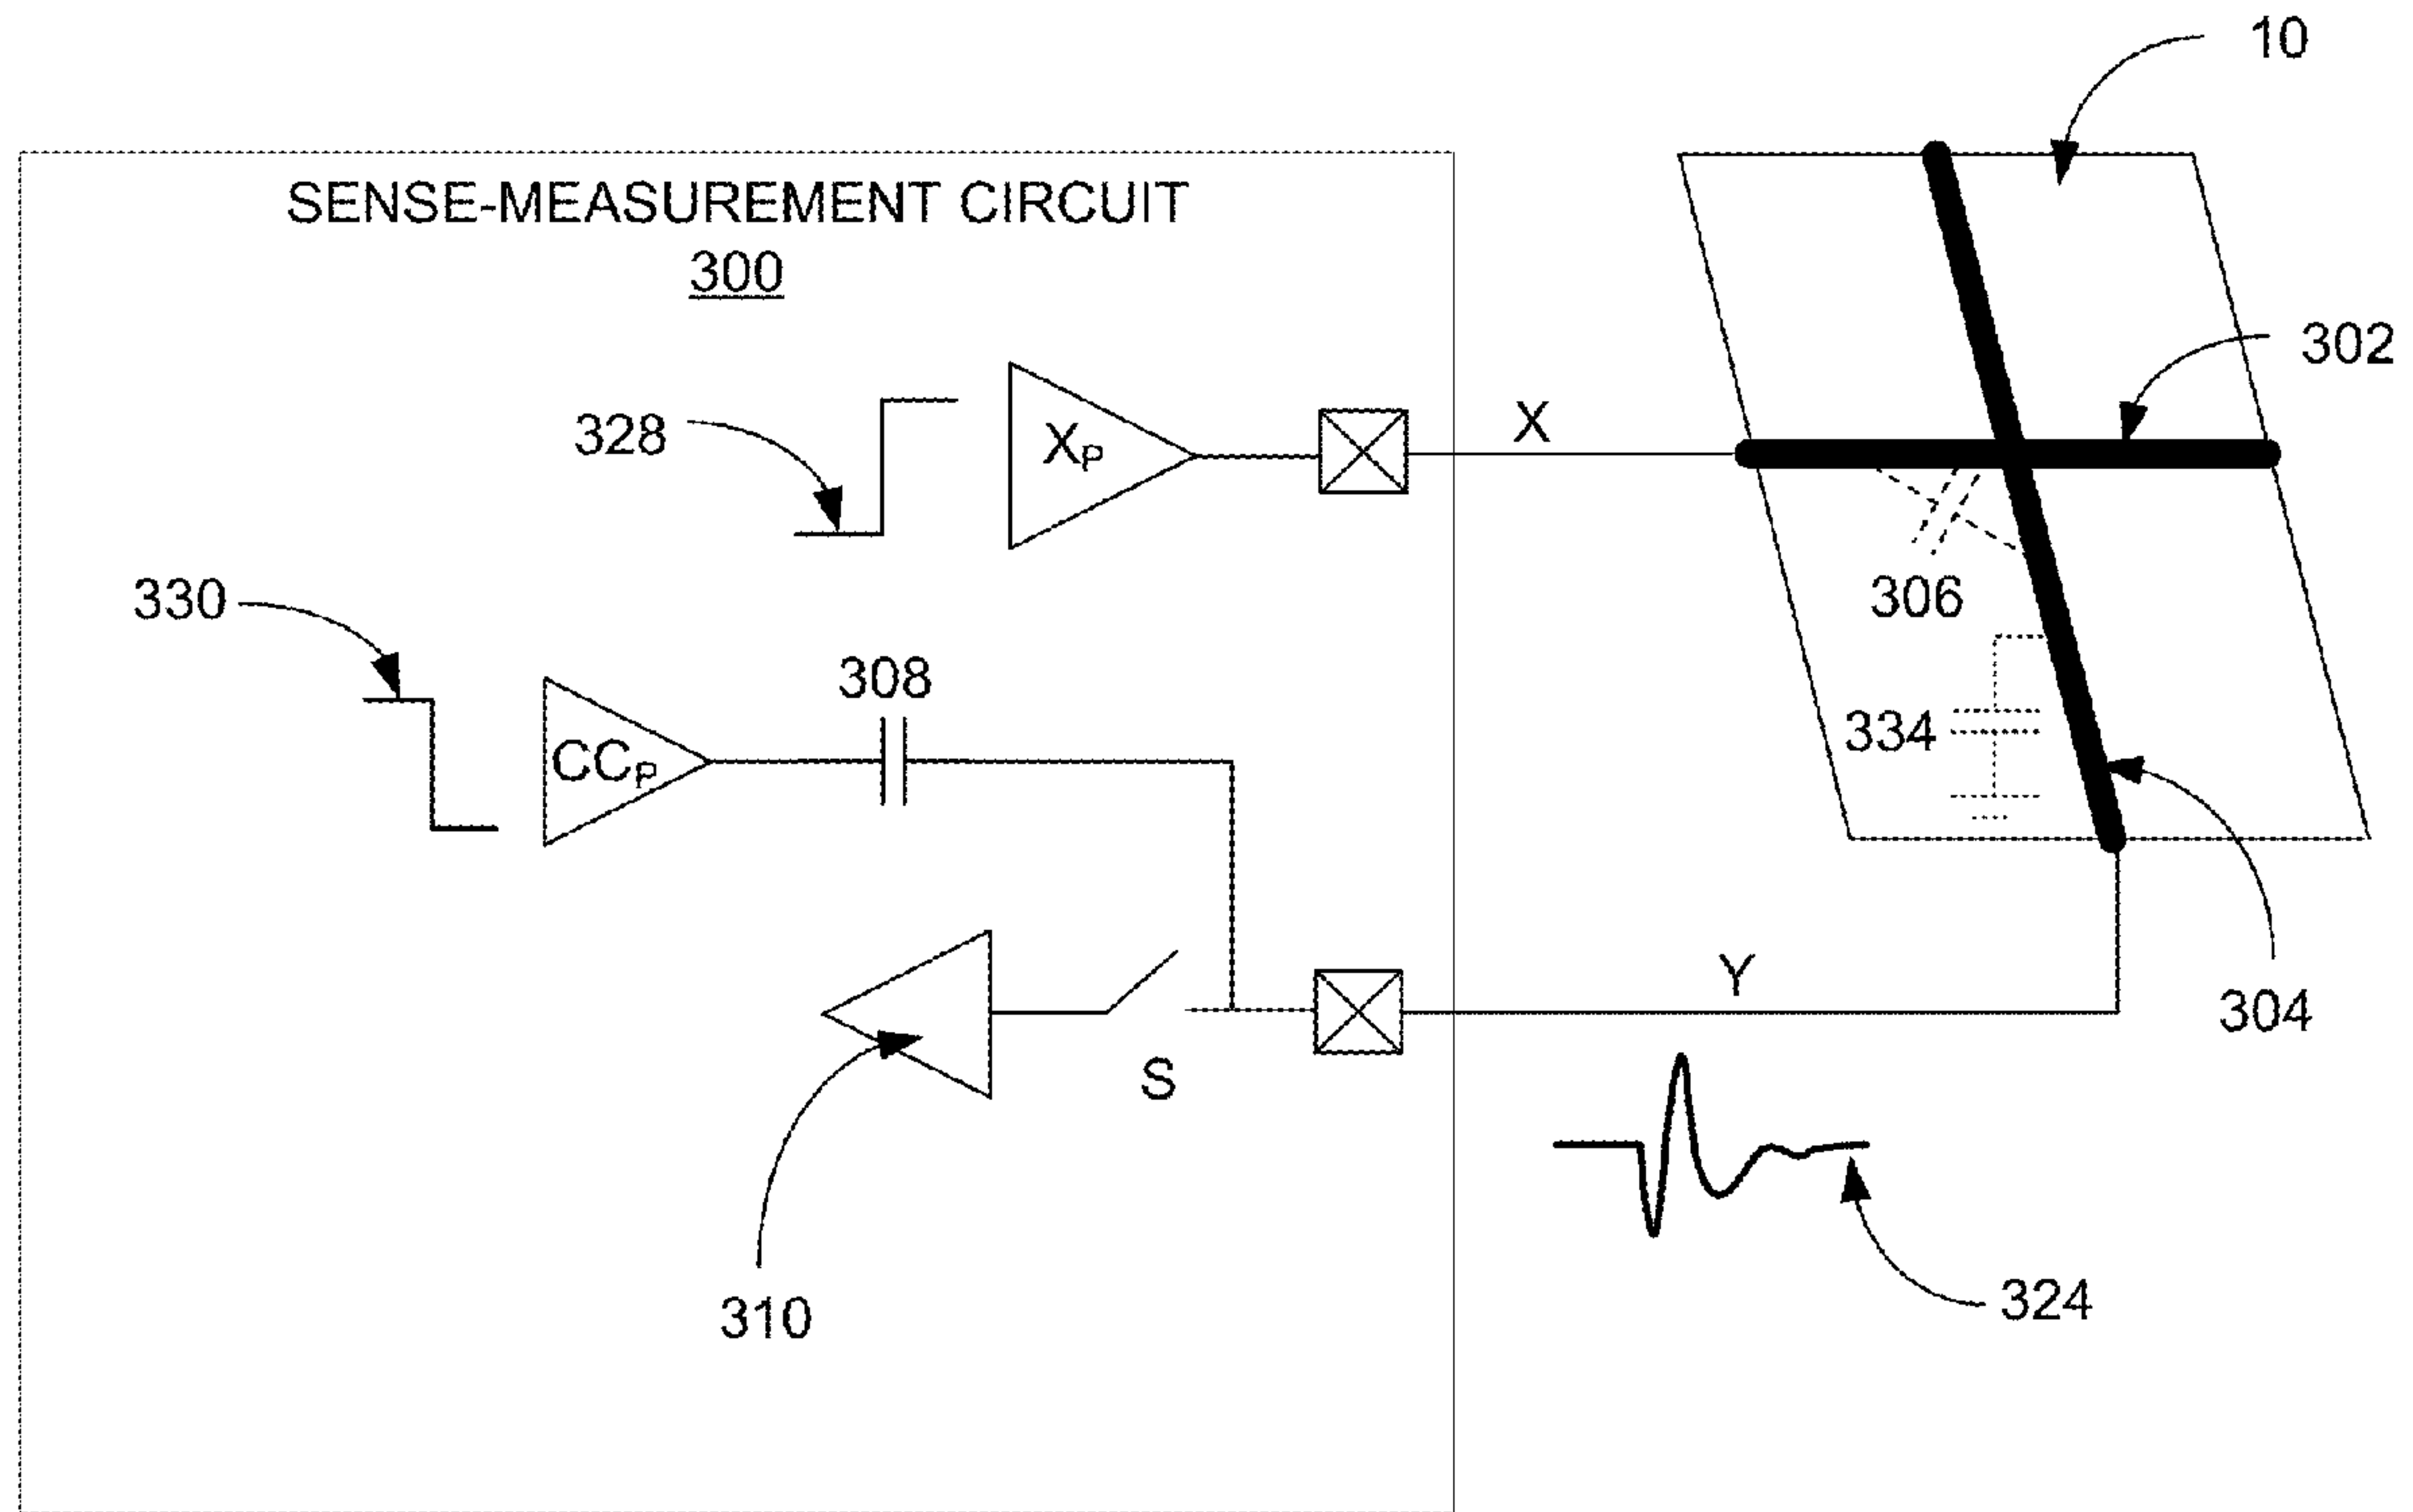 10
SENSE-MEASUREMENT CIRCUIT
300
302
328
XP
X
330
306
308
334
CCP
Y
304
S
310
324